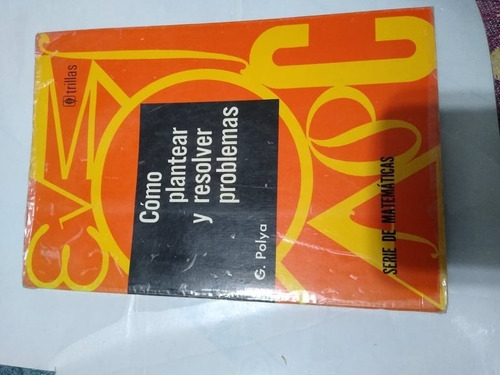 trillas
Cómo
plantear
y resolver
problemas
G. Polya
SERIE DE MATEMÁTICAS